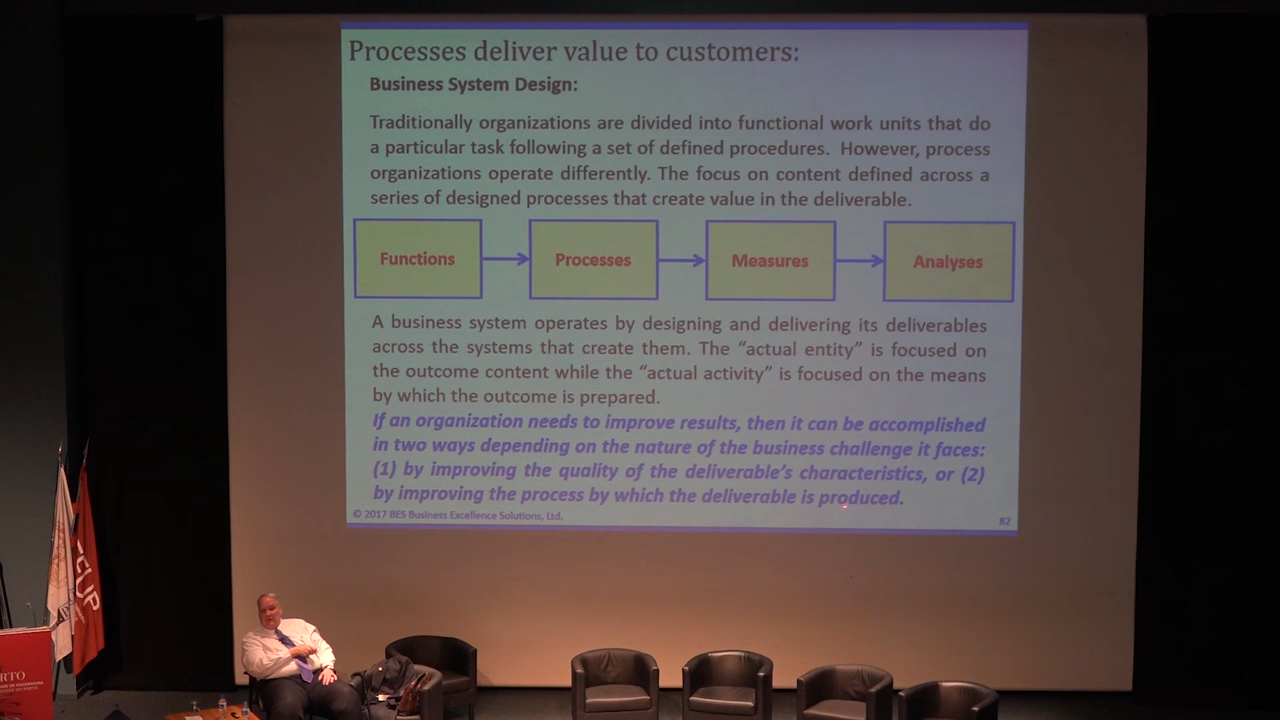 Processes deliver value to customers:
Business System Design:
Traditionally organizations are divided into functional work units that do
a particular task following a set of defined procedures. However, process
organizations operate differently. The focus on content defined across a
series of designed processes that create value in the deliverable.
Functions
Processes
Measures
Analyses
A business system operates by designing and delivering its deliverables
across the systems that create them. The “actual entity” is focused on
the outcome content while the “actual activity” is focused on the means
by which the outcome is prepared.
If an organization needs to improve results, then it can be accomplished
in two ways depending on the nature of the business challenge it faces:
(1) by improving the quality of the deliverable’s characteristics, or (2)
by improving the process by which the deliverable is produced.
© 2017 BES Business Excellence Solutions, Ltd.
82